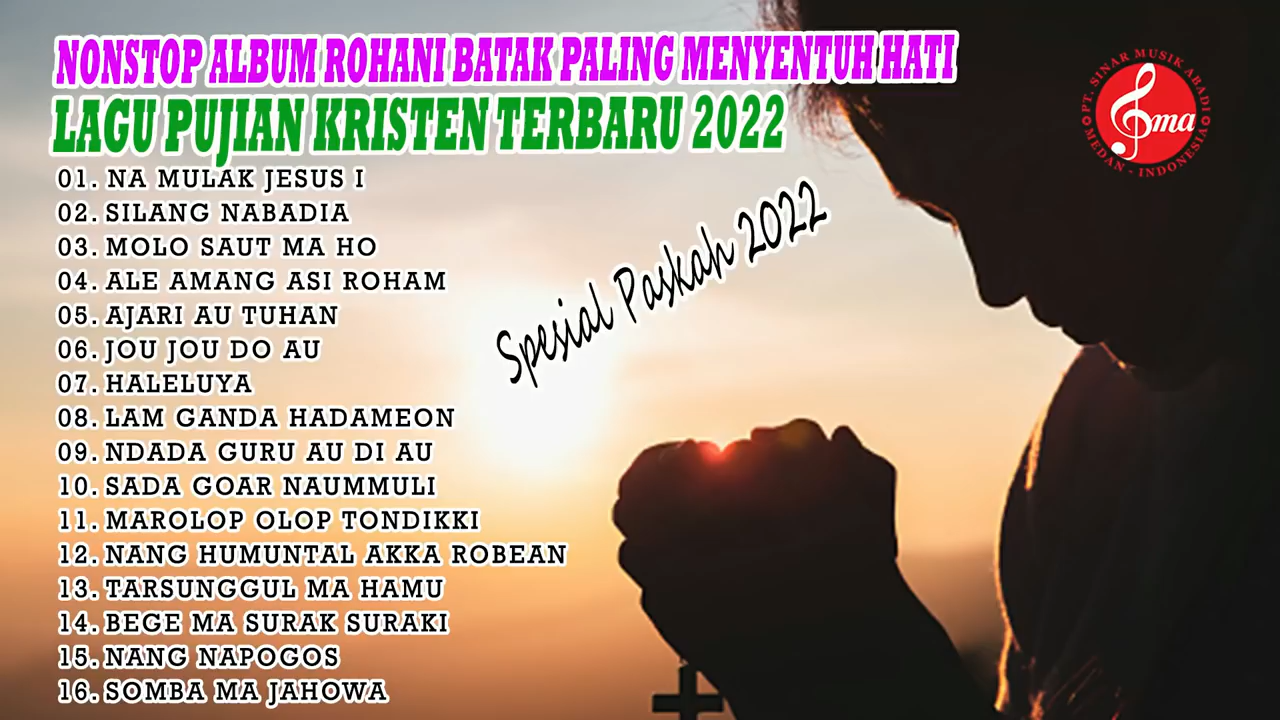 NONSTOP ALBUM ROHANI BATAK PALING MENYENTUH HATI
LAGU PUJIAN KRISTEN TERBARU 2022
01. NA MULAK JESUS I
02. SILANG NABADIA
03. MOLO SAUT MA HO
04. ALE AMANG ASI ROHAM
05. AJARI AU TUHAN
06. JOU JOU DO AU
07. HALELUYA
08. LAM GANDA HADAMEON
09. NDADA GURU AU DI AU
10. SADA GOAR NAUMMULI
11. MAROLOP OLOP TONDIKKI
12. NANG HUMUNTAL AKKA ROBEAN
13. TARSUNGGUL MA HAMU
14. BEGE MA SURAK SURAKI
15. NANG NAPOGOS
16. SOMBA MA JAHOWA
Spesial Paskah 2022
PT. SINAR MUSIK ABADI
sma
MEDAN - INDONESIA